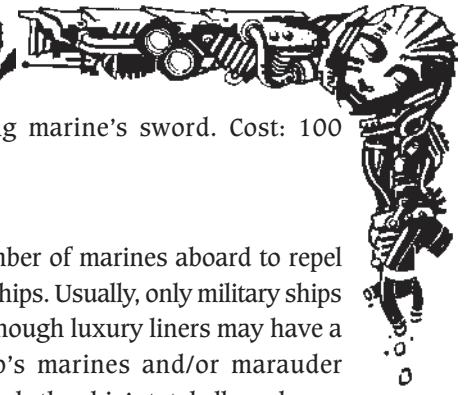 ng marine's sword. Cost: 100
mber of marines aboard to repel
hips. Usually, only military ships
hough luxury liners may have a
p's marines and/or marauder